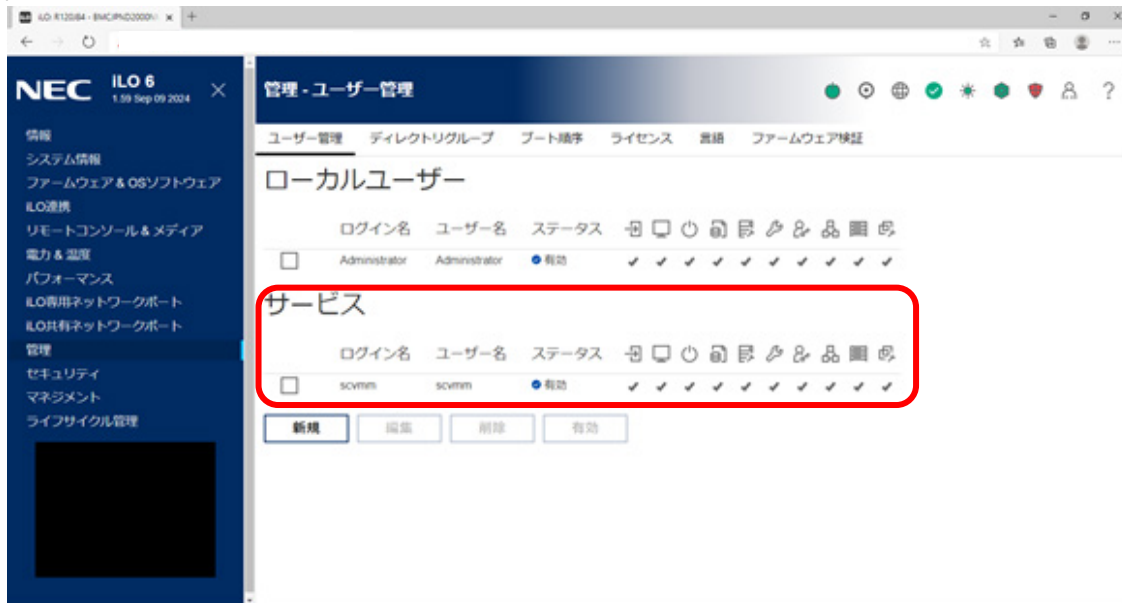 iLO: R120i84 - BMCIPND2000N
NEC iLO 6
1.59 Sep 09 2024
管理 - ユーザー管理
ユーザー管理 ディレクトリグループ ブート順序 ライセンス 言語 ファームウェア検証
情報
システム情報
ファームウェア & OSソフトウェア
iLO連携
リモートコンソール & メディア
電力 & 温度
パフォーマンス
iLO専用ネットワークポート
iLO共有ネットワークポート
管理
セキュリティ
マネジメント
ライフサイクル管理
ローカルユーザー
ログイン名 ユーザー名 ステータス
Administrator Administrator 有効
サービス
ログイン名 ユーザー名 ステータス
scvmm scvmm 有効
新規 編集 削除 有効